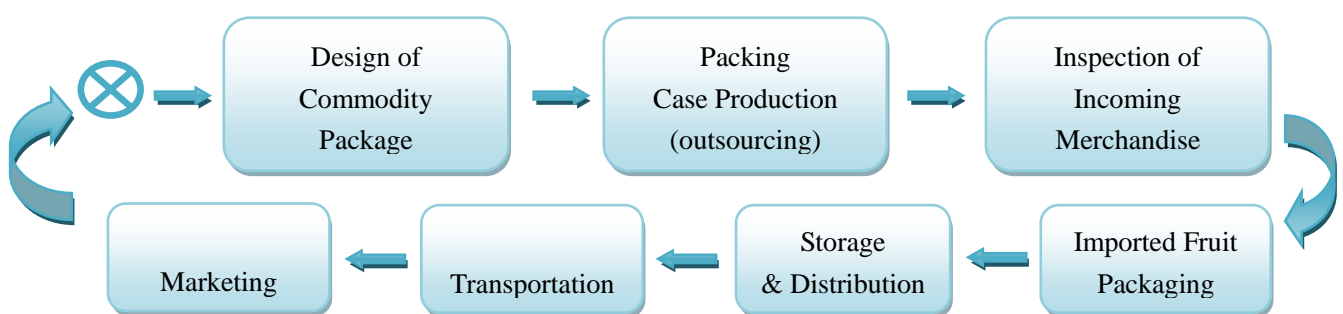 Design of
Commodity
Package
Packing
Case Production
(outsourcing)
Inspection of
Incoming
Merchandise
Imported Fruit
Packaging
Storage
& Distribution
Transportation
Marketing